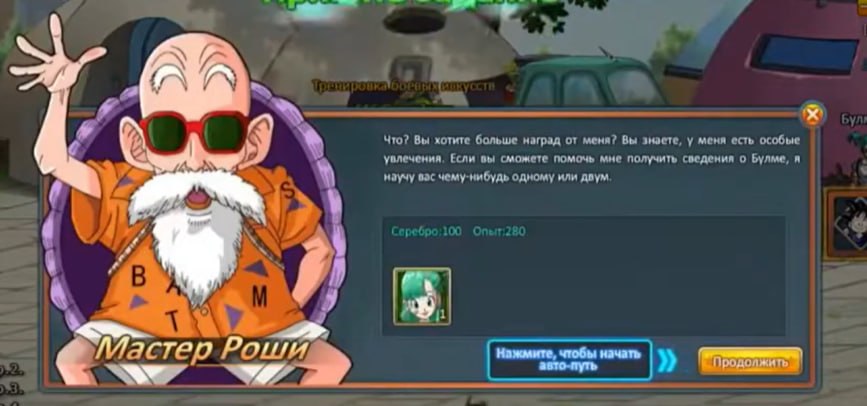 Тренировка боевых искусств
Что? Вы хотите больше наград от меня? Вы знаете, у меня есть особые
увлечения. Если вы сможете помочь мне получить сведения о Булме, я
научу вас чему-нибудь одному или двум.
Серебро:100 Опыт:280
1
B A M
T
S
Мастер Роши
Нажмите, чтобы начать
авто-путь
Продолжить